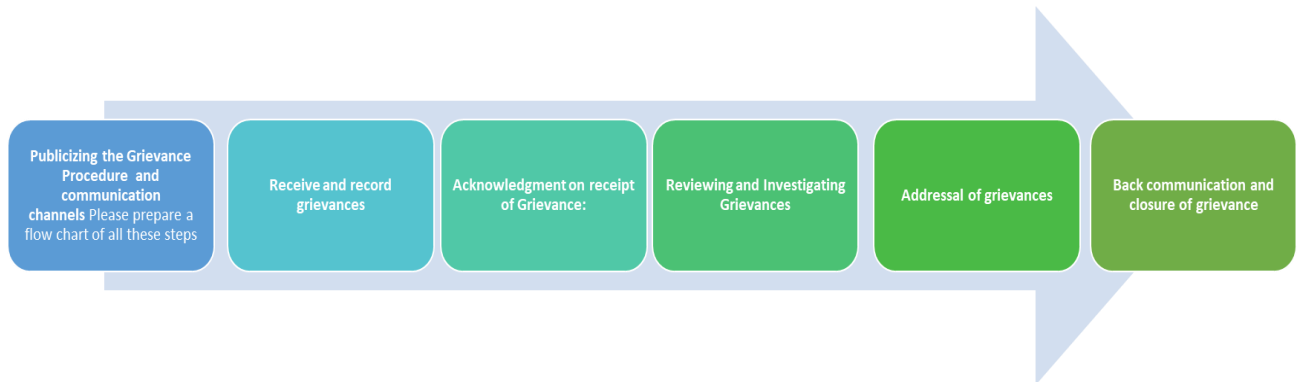 Publicizing the Grievance
Procedure and
communication
channels Please prepare a
flow chart of all these steps
Receive and record
grievances
Acknowledgment on receipt
of Grievance:
Reviewing and Investigating
Grievances
Addressal of grievances
Back communication and
closure of grievance